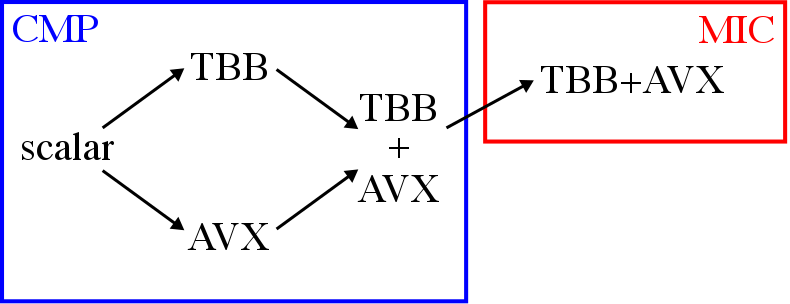 CMP
MIC
TBB
TBB+AVX
scalar
TBB
+
AVX
AVX